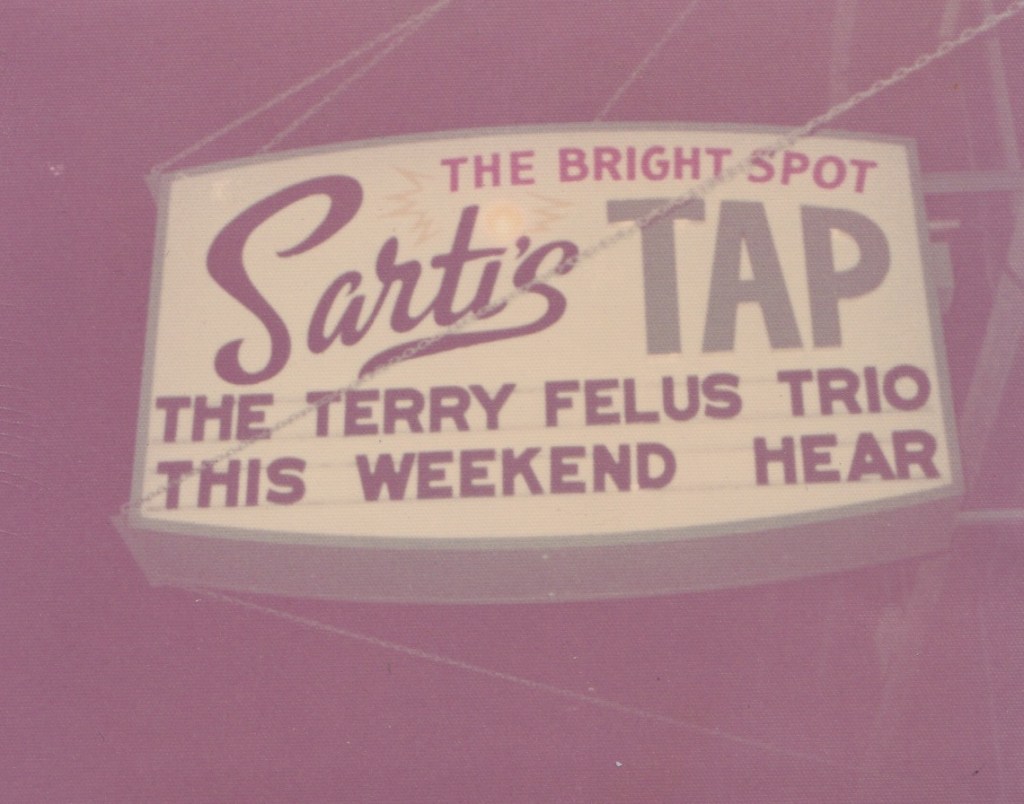 THE BRIGHT SPOT
Sarti's TAP
THE TERRY FELUS TRIO
THIS WEEKEND HEAR